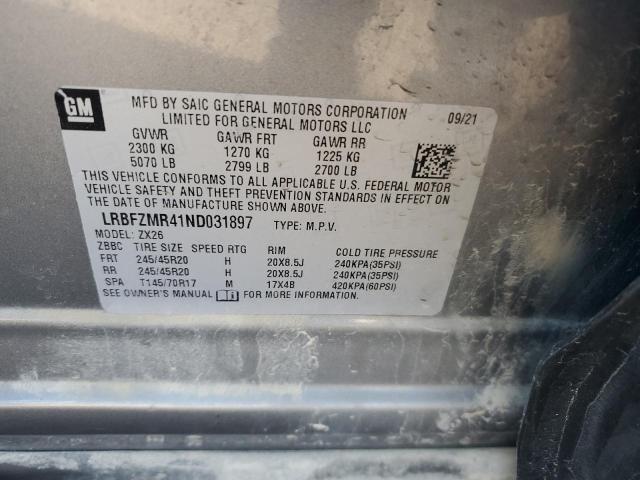 GM
MFD BY SAIC GENERAL MOTORS CORPORATION 09/21
LIMITED FOR GENERAL MOTORS LLC
GVWR GAWR FRT GAWR RR
2300 KG 1270 KG 1225 KG
5070 LB 2799 LB 2700 LB
THIS VEHICLE CONFORMS TO ALL APPLICABLE U.S. FEDERAL MOTOR
VEHICLE SAFETY AND THEFT PREVENTION STANDARDS IN EFFECT ON
THE DATE OF MANUFACTURE SHOWN ABOVE.
LRBFZMR41ND031897 TYPE: M.P.V.
MODEL: ZX26
ZBBC TIRE SIZE SPEED RTG RIM COLD TIRE PRESSURE
FRT 245/45R20 H 20X8.5J 240KPA(35PSI)
RR 245/45R20 H 20X8.5J 240KPA(35PSI)
SPA T145/70R17 M 17X4B 420KPA(60PSI)
SEE OWNER'S MANUAL i FOR MORE INFORMATION.